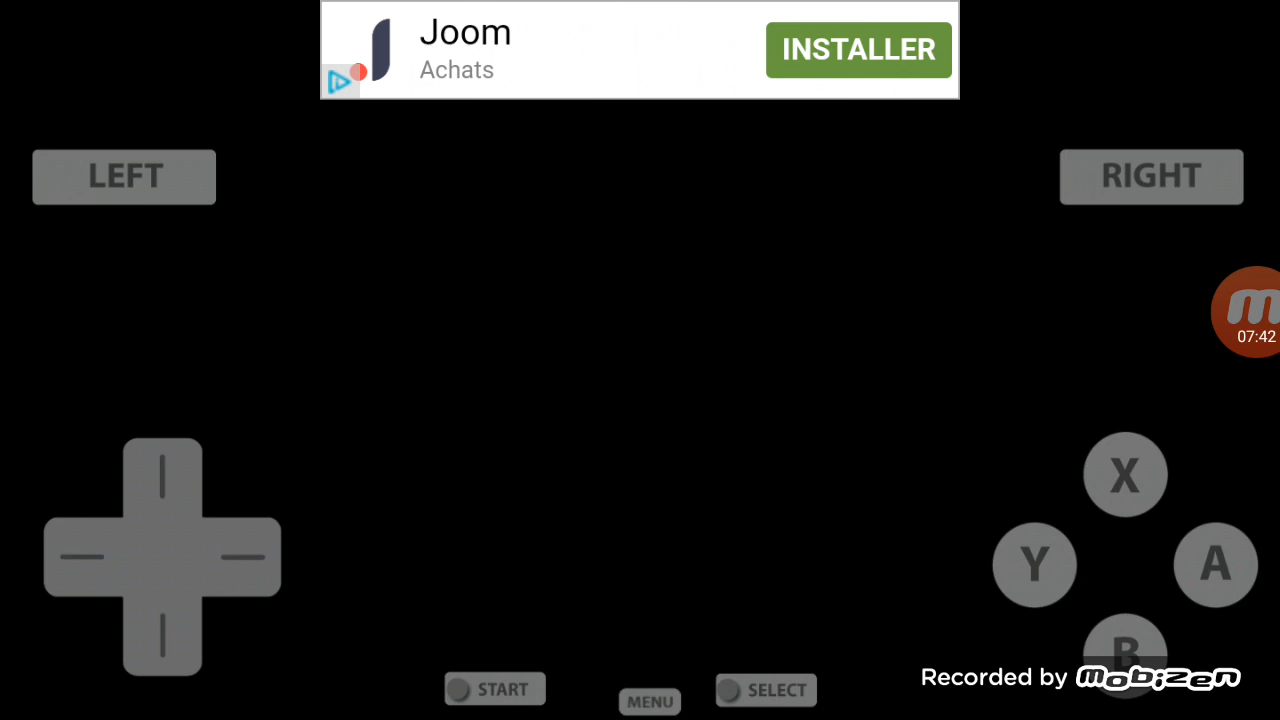 Joom
Achats
INSTALLER
LEFT
RIGHT
07:42
X
Y
A
B
Recorded by mobizen
START
SELECT
MENU